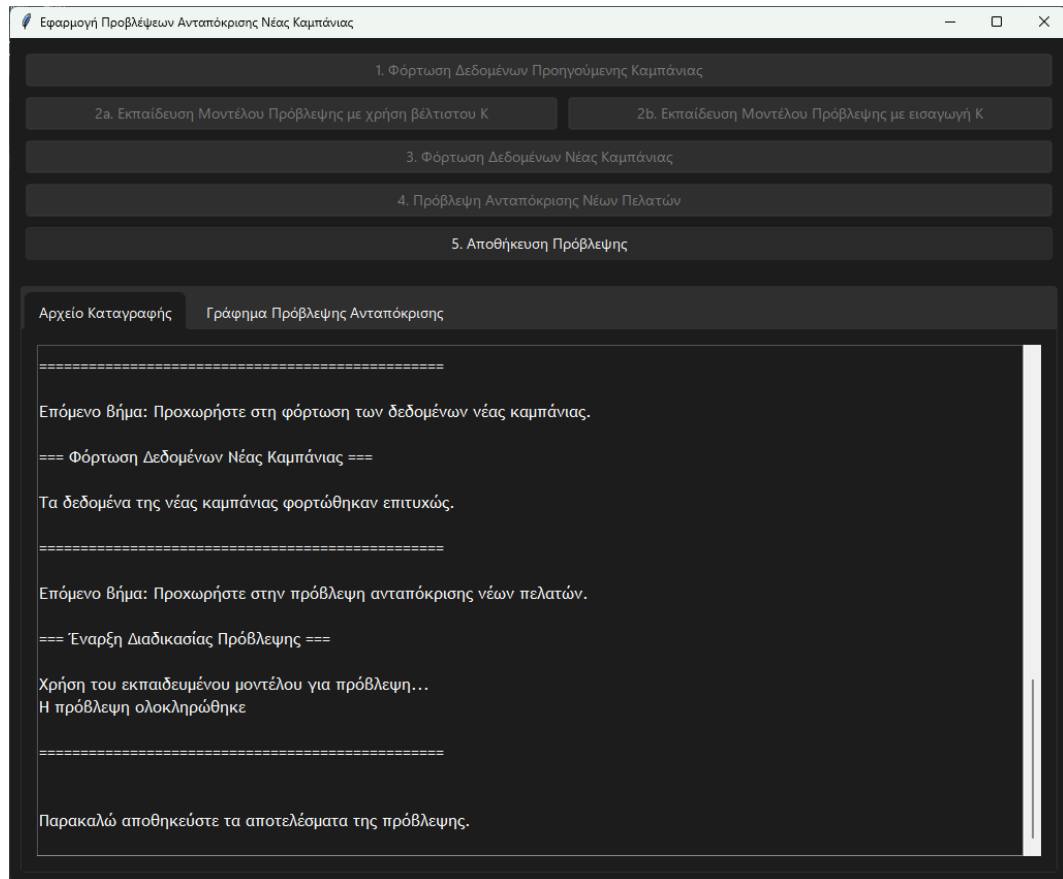 Εφαρμογή Προβλέψεων Ανταπόκρισης Νέας Καμπάνιας
1. Φόρτωση Δεδομένων Προηγούμενης Καμπάνιας
2a. Εκπαίδευση Μοντέλου Πρόβλεψης με χρήση βέλτιστου Κ
2b. Εκπαίδευση Μοντέλου Πρόβλεψης με εισαγωγή Κ
3. Φόρτωση Δεδομένων Νέας Καμπάνιας
4. Πρόβλεψη Ανταπόκρισης Νέων Πελατών
5. Αποθήκευση Πρόβλεψης
Αρχείο Καταγραφής
Γράφημα Πρόβλεψης Ανταπόκρισης
==================================================
Επόμενο βήμα: Προχωρήστε στη φόρτωση των δεδομένων νέας καμπάνιας.
=== Φόρτωση Δεδομένων Νέας Καμπάνιας ===
Τα δεδομένα της νέας καμπάνιας φορτώθηκαν επιτυχώς.
==================================================
Επόμενο βήμα: Προχωρήστε στην πρόβλεψη ανταπόκρισης νέων πελατών.
=== Έναρξη Διαδικασίας Πρόβλεψης ===
Χρήση του εκπαιδευμένου μοντέλου για πρόβλεψη...
Η πρόβλεψη ολοκληρώθηκε
==================================================
Παρακαλώ αποθηκεύστε τα αποτελέσματα της πρόβλεψης.